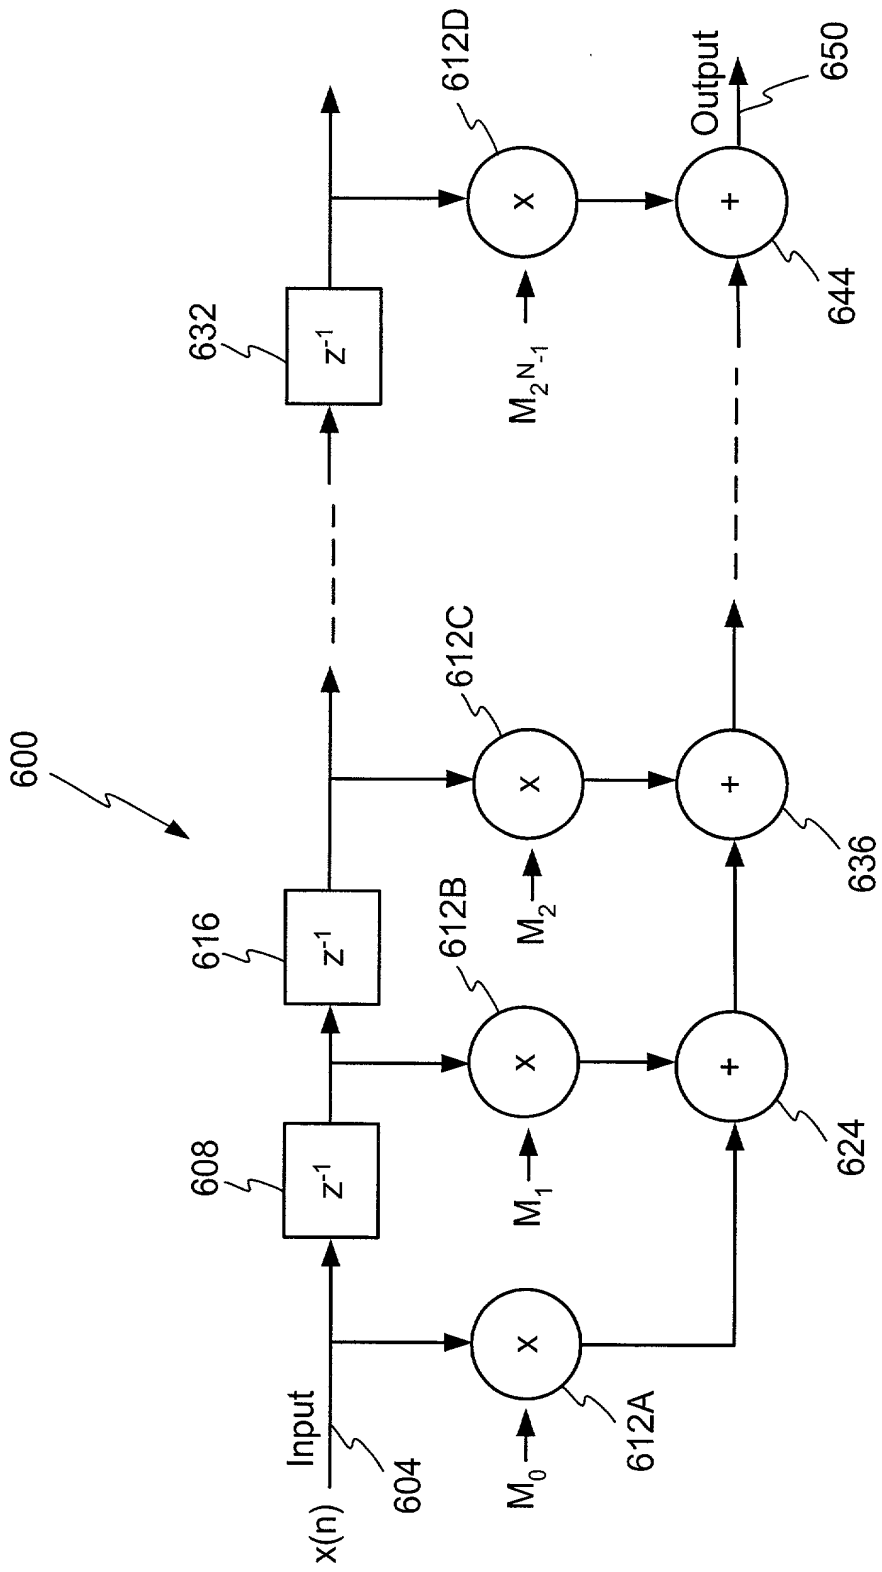 600
x(n)
Input
604
608
z-1
616
z-1
632
z-1
M0
x
612A
M1
x
612B
M2
x
612C
M2N-1
x
612D
+
624
+
636
+
644
Output
650